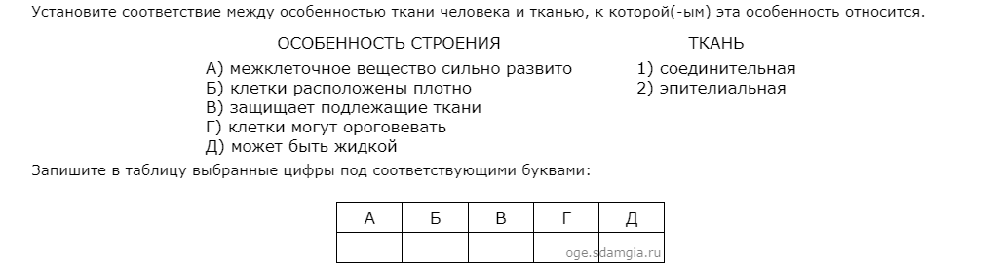 Установите соответствие между особенностью ткани человека и тканью, к которой(-ым) эта особенность относится.
ОСОБЕННОСТЬ СТРОЕНИЯ ТКАНЬ
А) межклеточное вещество сильно развито 1) соединительная
Б) клетки расположены плотно 2) эпителиальная
В) защищает подлежащие ткани
Г) клетки могут ороговевать
Д) может быть жидкой
Запишите в таблицу выбранные цифры под соответствующими буквами:
А Б В Г Д
oge.sdamgia.ru